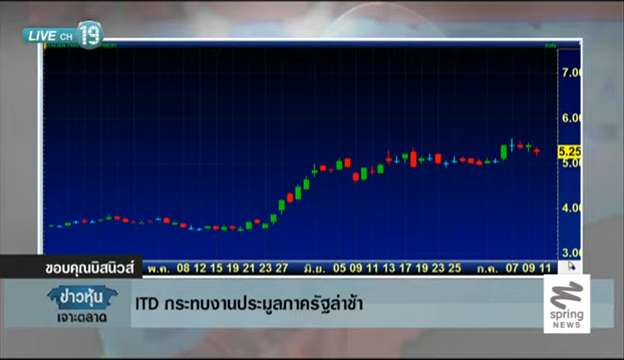 LIVE CH 19
7.00
6.00
5.25
5.00
4.00
3.00
พ.ค. 08 12 15 19 21 23 27 มิ.ย. 05 09 11 13 17 19 23 25 ก.ค. 07 09 11
ขอบคุณบิสนิวส์
ข่าวหุ้น
เจาะตลาด
ITD กระทบงานประมูลภาครัฐล่าช้า
spring
NEWS